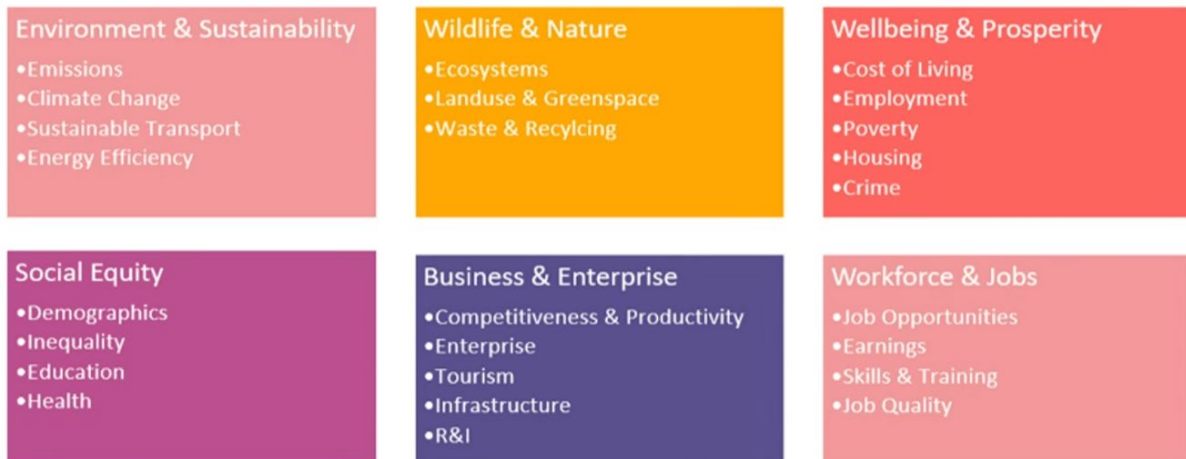 Environment & Sustainability
•Emissions
•Climate Change
•Sustainable Transport
•Energy Efficiency
Wildlife & Nature
•Ecosystems
•Landuse & Greenspace
•Waste & Recylcing
Wellbeing & Prosperity
•Cost of Living
•Employment
•Poverty
•Housing
•Crime
Social Equity
•Demographics
•Inequality
•Education
•Health
Business & Enterprise
•Competitiveness & Productivity
•Enterprise
•Tourism
•Infrastructure
•R&I
Workforce & Jobs
•Job Opportunities
•Earnings
•Skills & Training
•Job Quality